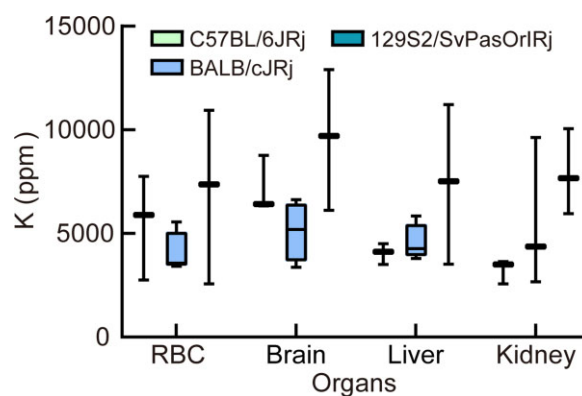 15000
C57BL/6JRj 129S2/SvPasOrlRj
BALB/cJRj
10000
K (ppm)
5000
0
RBC Brain Liver Kidney
Organs